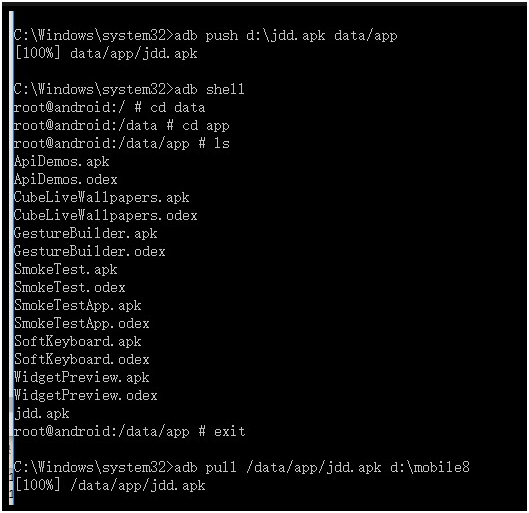 C:\Windows\system32>adb push d:\jdd.apk data/app
[100%] data/app/jdd.apk
C:\Windows\system32>adb shell
root@android:/ # cd data
root@android:/data # cd app
root@android:/data/app # ls
ApiDemos.apk
ApiDemos.odex
CubeLiveWallpapers.apk
CubeLiveWallpapers.odex
GestureBuilder.apk
GestureBuilder.odex
SmokeTest.apk
SmokeTest.odex
SmokeTestApp.apk
SmokeTestApp.odex
SoftKeyboard.apk
SoftKeyboard.odex
WidgetPreview.apk
WidgetPreview.odex
jdd.apk
root@android:/data/app # exit
C:\Windows\system32>adb pull /data/app/jdd.apk d:\mobile8
[100%] /data/app/jdd.apk